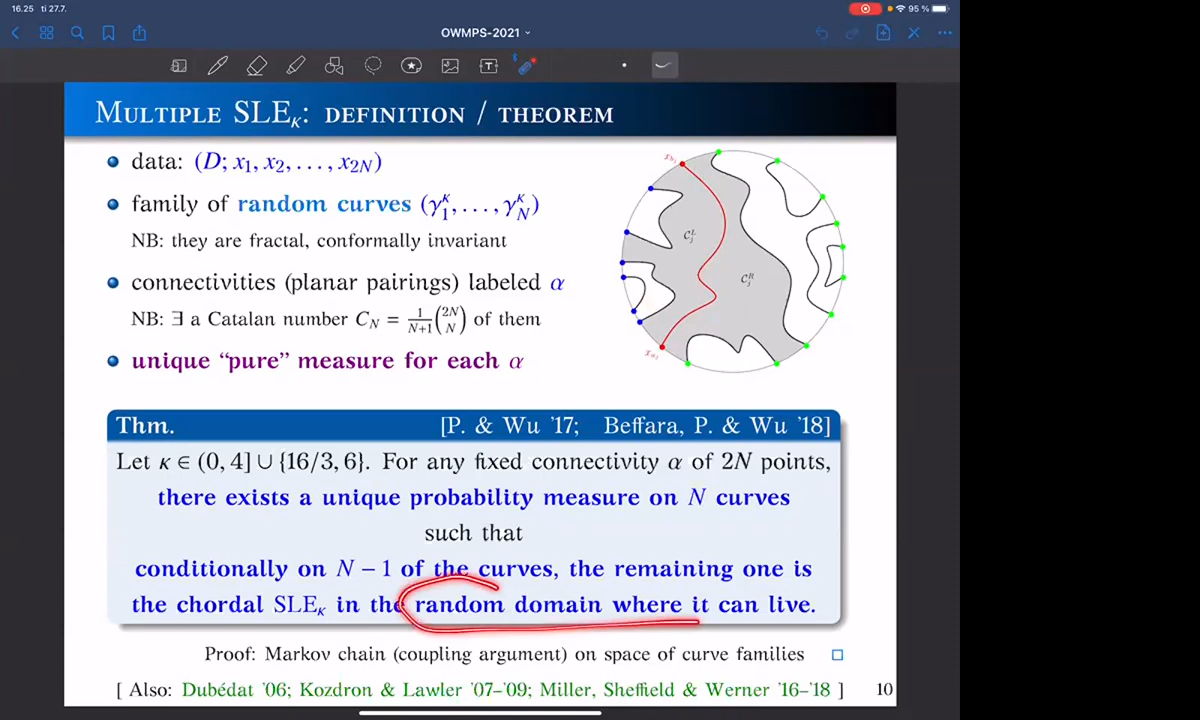 16.25 ti 27.7.
95 %
OWMPS-2021
MULTIPLE SLEκ: DEFINITION / THEOREM
data: (D; x1, x2, . . . , x2N)
family of random curves (γ1κ, . . . , γNκ)
NB: they are fractal, conformally invariant
connectivities (planar pairings) labeled α
NB: ∃ a Catalan number CN = 1/(N+1) (2N N) of them
unique “pure” measure for each α
xbj
CjL
CjR
xaj
Thm. [P. & Wu '17; Beffara, P. & Wu '18]
Let κ ∈ (0, 4] ∪ {16/3, 6}. For any fixed connectivity α of 2N points,
there exists a unique probability measure on N curves
such that
conditionally on N − 1 of the curves, the remaining one is
the chordal SLEκ in the random domain where it can live.
Proof: Markov chain (coupling argument) on space of curve families □
[ Also: Dubédat '06; Kozdron & Lawler '07–'09; Miller, Sheffield & Werner '16–'18 ] 10